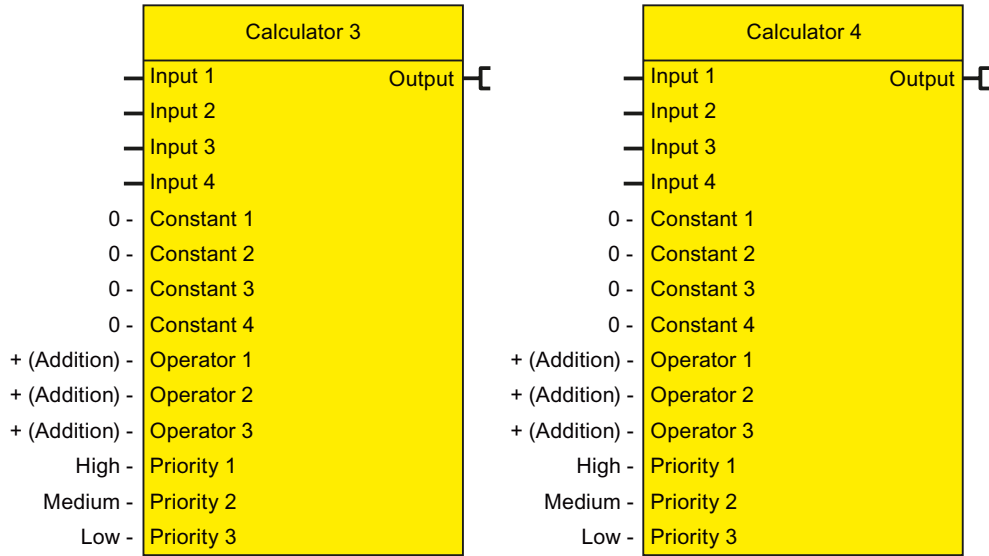 Calculator 3
Input 1 Output
Input 2
Input 3
Input 4
0 - Constant 1
0 - Constant 2
0 - Constant 3
0 - Constant 4
+ (Addition) - Operator 1
+ (Addition) - Operator 2
+ (Addition) - Operator 3
High - Priority 1
Medium - Priority 2
Low - Priority 3
Calculator 4
Input 1 Output
Input 2
Input 3
Input 4
0 - Constant 1
0 - Constant 2
0 - Constant 3
0 - Constant 4
+ (Addition) - Operator 1
+ (Addition) - Operator 2
+ (Addition) - Operator 3
High - Priority 1
Medium - Priority 2
Low - Priority 3